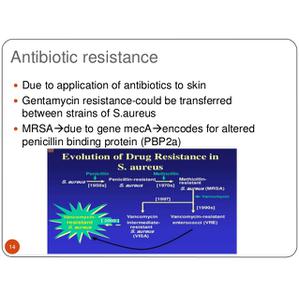 Antibiotic resistance
Due to application of antibiotics to skin
Gentamycin resistance-could be transferred
between strains of S.aureus
MRSA→due to gene mecA→encodes for altered
penicillin binding protein (PBP2a)
Evolution of Drug Resistance in
S. aureus
Penicillin
Methicillin
S. aureus
[1950s]
Penicillin-resistant
S. aureus
[1970s]
Methicillin-
resistant
S. aureus (MRSA)
Vancomycin
[1997]
[1990s]
Vancomycin-
resistant
S. aureus
Vancomycin
intermediate-
resistant
S. aureus
(VISA)
Vancomycin-resistant
enterococci (VRE)
14